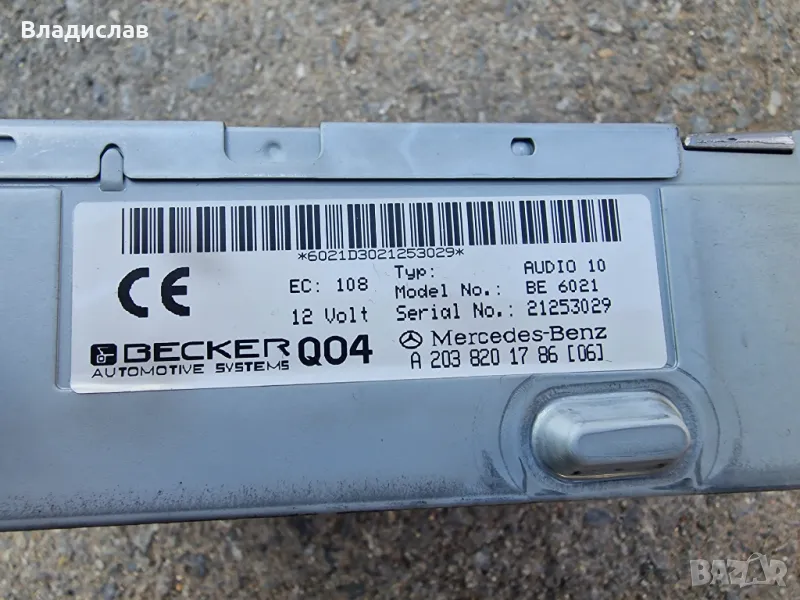 Владислав
*6021D3021253029*
CE
EC: 108
12 Volt
Typ: AUDIO 10
Model No.: BE 6021
Serial No.: 21253029
BECKER
AUTOMOTIVE SYSTEMS
Q04
Mercedes-Benz
A 203 820 17 86 [06]
BAZAR